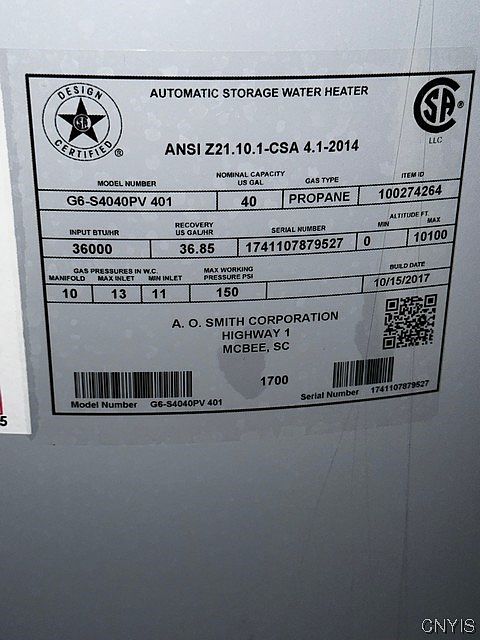 DESIGN
CERTIFIED ®
AUTOMATIC STORAGE WATER HEATER
SA ®
LLC
ANSI Z21.10.1-CSA 4.1-2014
MODEL NUMBER
NOMINAL CAPACITY
US GAL
GAS TYPE
ITEM ID
G6-S4040PV 401
40
PROPANE
100274264
INPUT BTU/HR
RECOVERY
US GAL/HR
SERIAL NUMBER
ALTITUDE FT.
MIN
MAX
36000
36.85
1741107879527
0
10100
GAS PRESSURES IN W.C.
MANIFOLD
MAX INLET
MIN INLET
MAX WORKING
PRESSURE PSI
BUILD DATE
10
13
11
150
10/15/2017
A. O. SMITH CORPORATION
HIGHWAY 1
MCBEE, SC
1700
Model Number G6-S4040PV 401
Serial Number 1741107879527
5
CNYIS